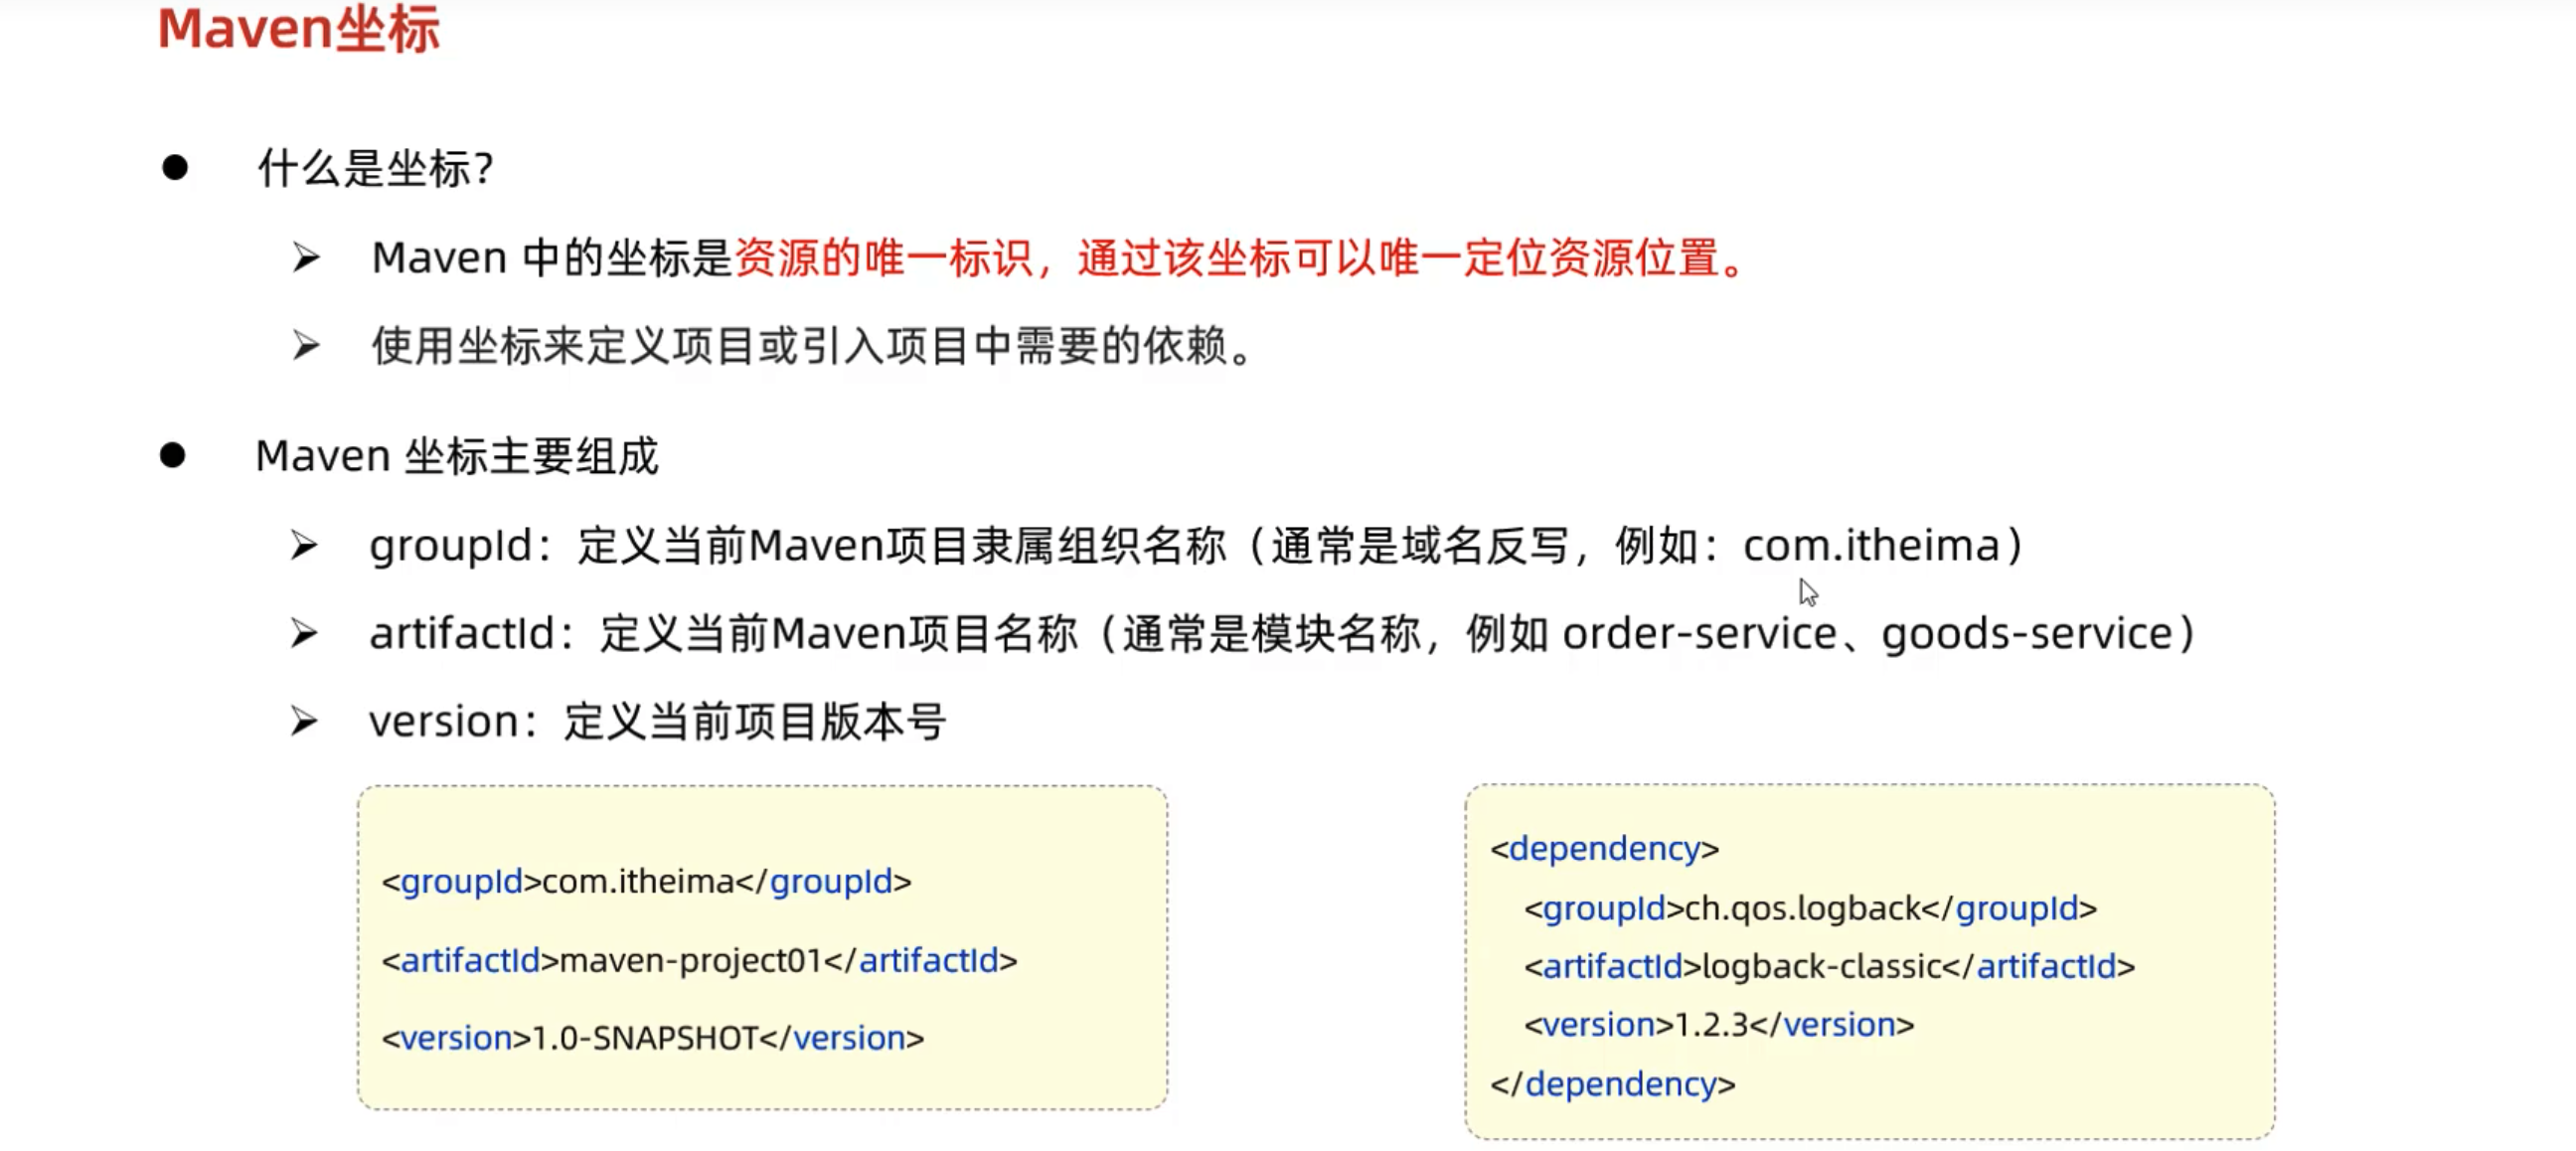 Maven坐标
什么是坐标?
Maven 中的坐标是资源的唯一标识，通过该坐标可以唯一定位资源位置。
使用坐标来定义项目或引入项目中需要的依赖。
Maven 坐标主要组成
groupId：定义当前Maven项目隶属组织名称（通常是域名反写，例如：com.itheima）
artifactId：定义当前Maven项目名称（通常是模块名称，例如 order-service、goods-service）
version：定义当前项目版本号
<groupId>com.itheima</groupId>
<artifactId>maven-project01</artifactId>
<version>1.0-SNAPSHOT</version>
<dependency>
<groupId>ch.qos.logback</groupId>
<artifactId>logback-classic</artifactId>
<version>1.2.3</version>
</dependency>